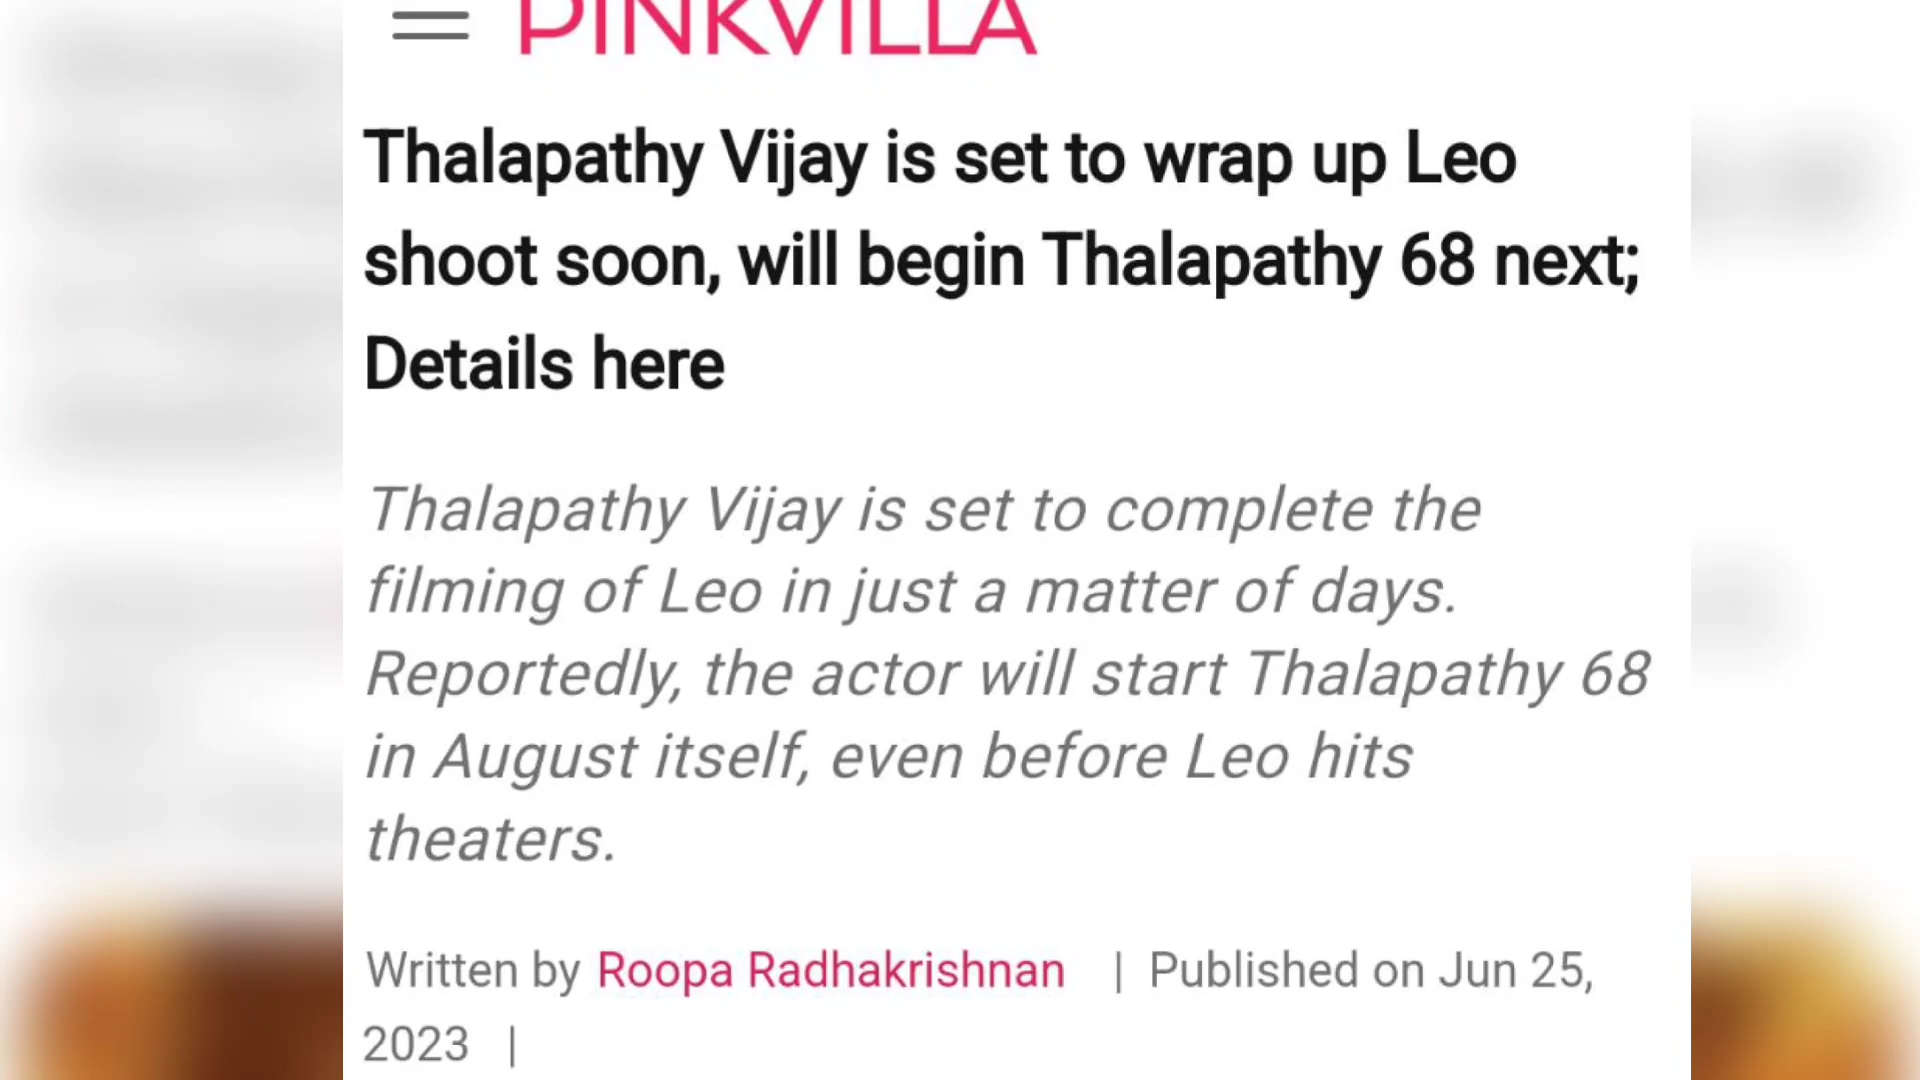 PINKVILLA
Thalapathy Vijay is set to wrap up Leo
shoot soon, will begin Thalapathy 68 next;
Details here
Thalapathy Vijay is set to complete the
filming of Leo in just a matter of days.
Reportedly, the actor will start Thalapathy 68
in August itself, even before Leo hits
theaters.
Written by Roopa Radhakrishnan | Published on Jun 25,
2023 |